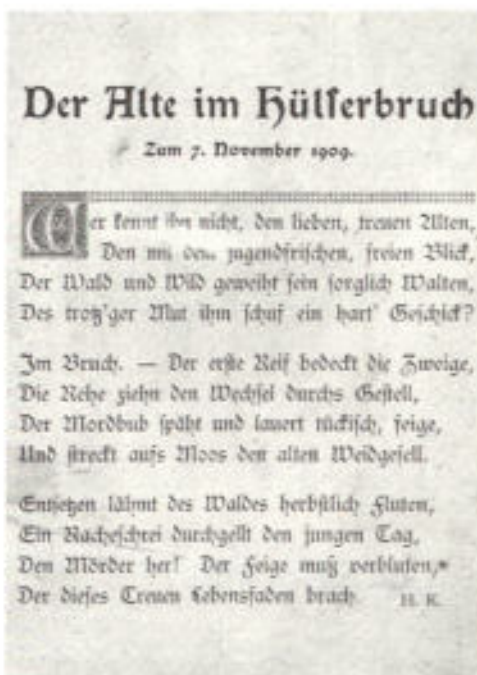 Der Alte im Hülserbruch
Zum 7. November 1909.
Wer kennt ihn nicht, den lieben, treuen Alten,
Den mit dem jugendfrischen, freien Blick,
Der Wald und Wild geweiht sein sorglich Walten,
Des trotz'ger Mut ihm schuf ein hart' Geschick?
Im Bruch. — Der erste Reif bedeckt die Zweige,
Die Rehe ziehn den Wechsel durchs Gestell,
Der Mordbub späht und lauert tückisch, feige,
Und streckt aufs Moos den alten Weidgesell.
Entsetzen lähmt des Waldes herbstlich Fluten,
Ein Racheschrei durchgellt den jungen Tag,
Den Mörder her! Der Feige muß verbluten,
Der dieses Treuen Lebensfaden brach. H. K.